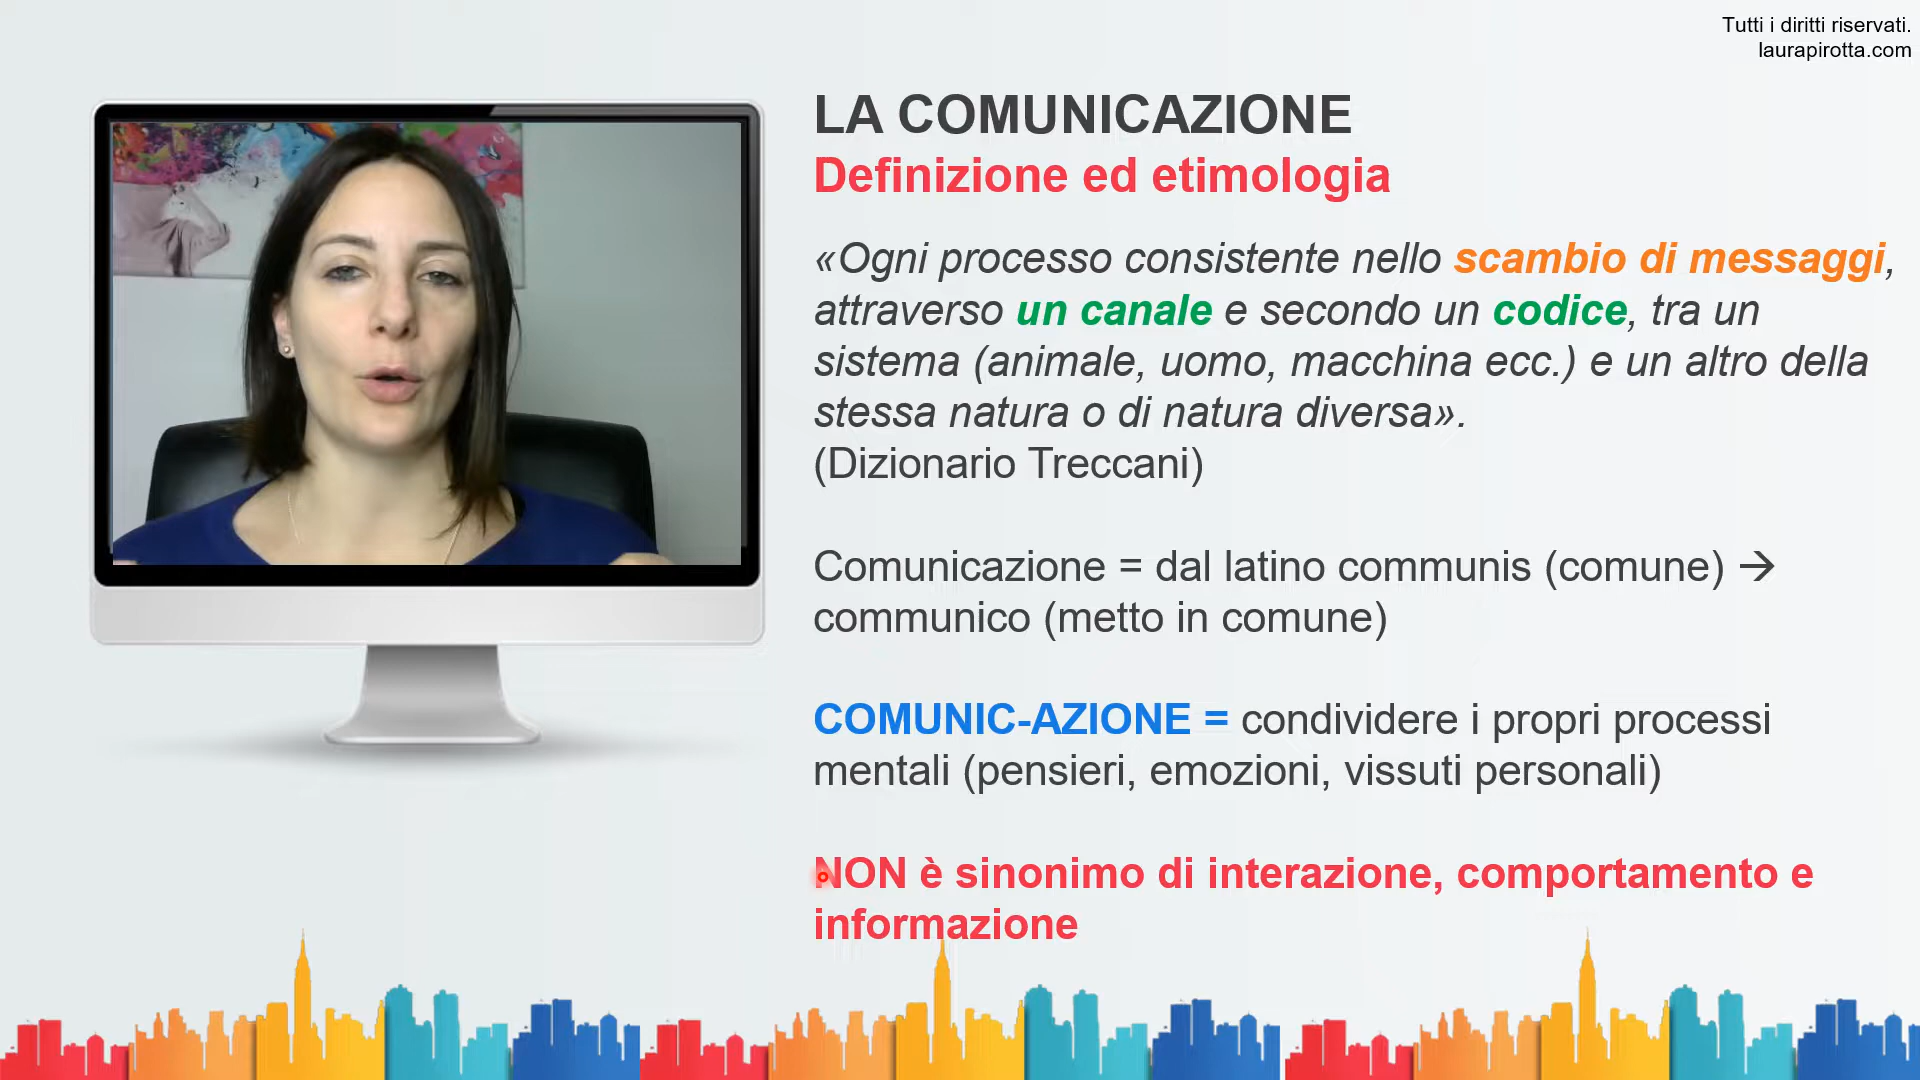 Tutti i diritti riservati.
laurapirotta.com
LA COMUNICAZIONE
Definizione ed etimologia
«Ogni processo consistente nello scambio di messaggi,
attraverso un canale e secondo un codice, tra un
sistema (animale, uomo, macchina ecc.) e un altro della
stessa natura o di natura diversa».
(Dizionario Treccani)
Comunicazione = dal latino communis (comune) →
communico (metto in comune)
COMUNIC-AZIONE = condividere i propri processi
mentali (pensieri, emozioni, vissuti personali)
NON è sinonimo di interazione, comportamento e
informazione